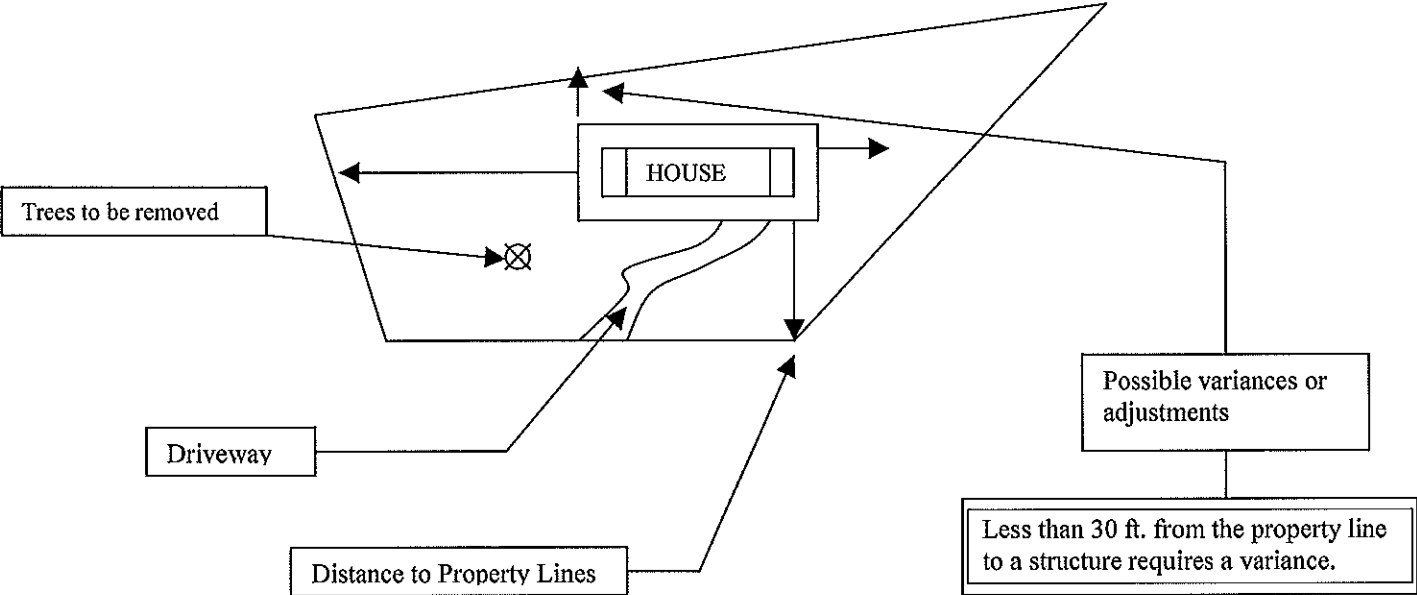 HOUSE
Trees to be removed
Possible variances or
adjustments
Driveway
Less than 30 ft. from the property line
to a structure requires a variance.
Distance to Property Lines